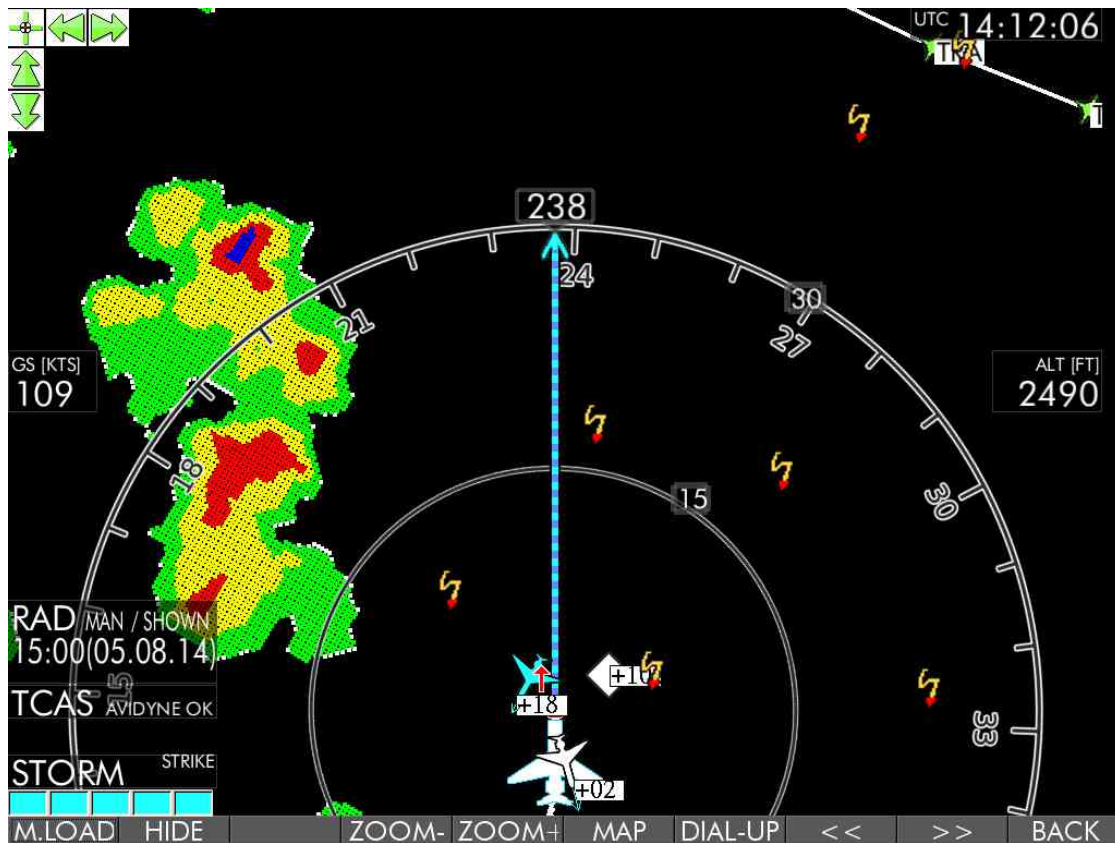 UTC 14:12:06
238
24
21
30
27
GS [KTS]
109
ALT [FT]
2490
18
15
30
RAD MAN / SHOWN
15:00(05.08.14)
15
TCAS AVIDYNE OK
+18
+02
33
STORM STRIKE
M.LOAD HIDE ZOOM- ZOOM+ MAP DIAL-UP << >> BACK